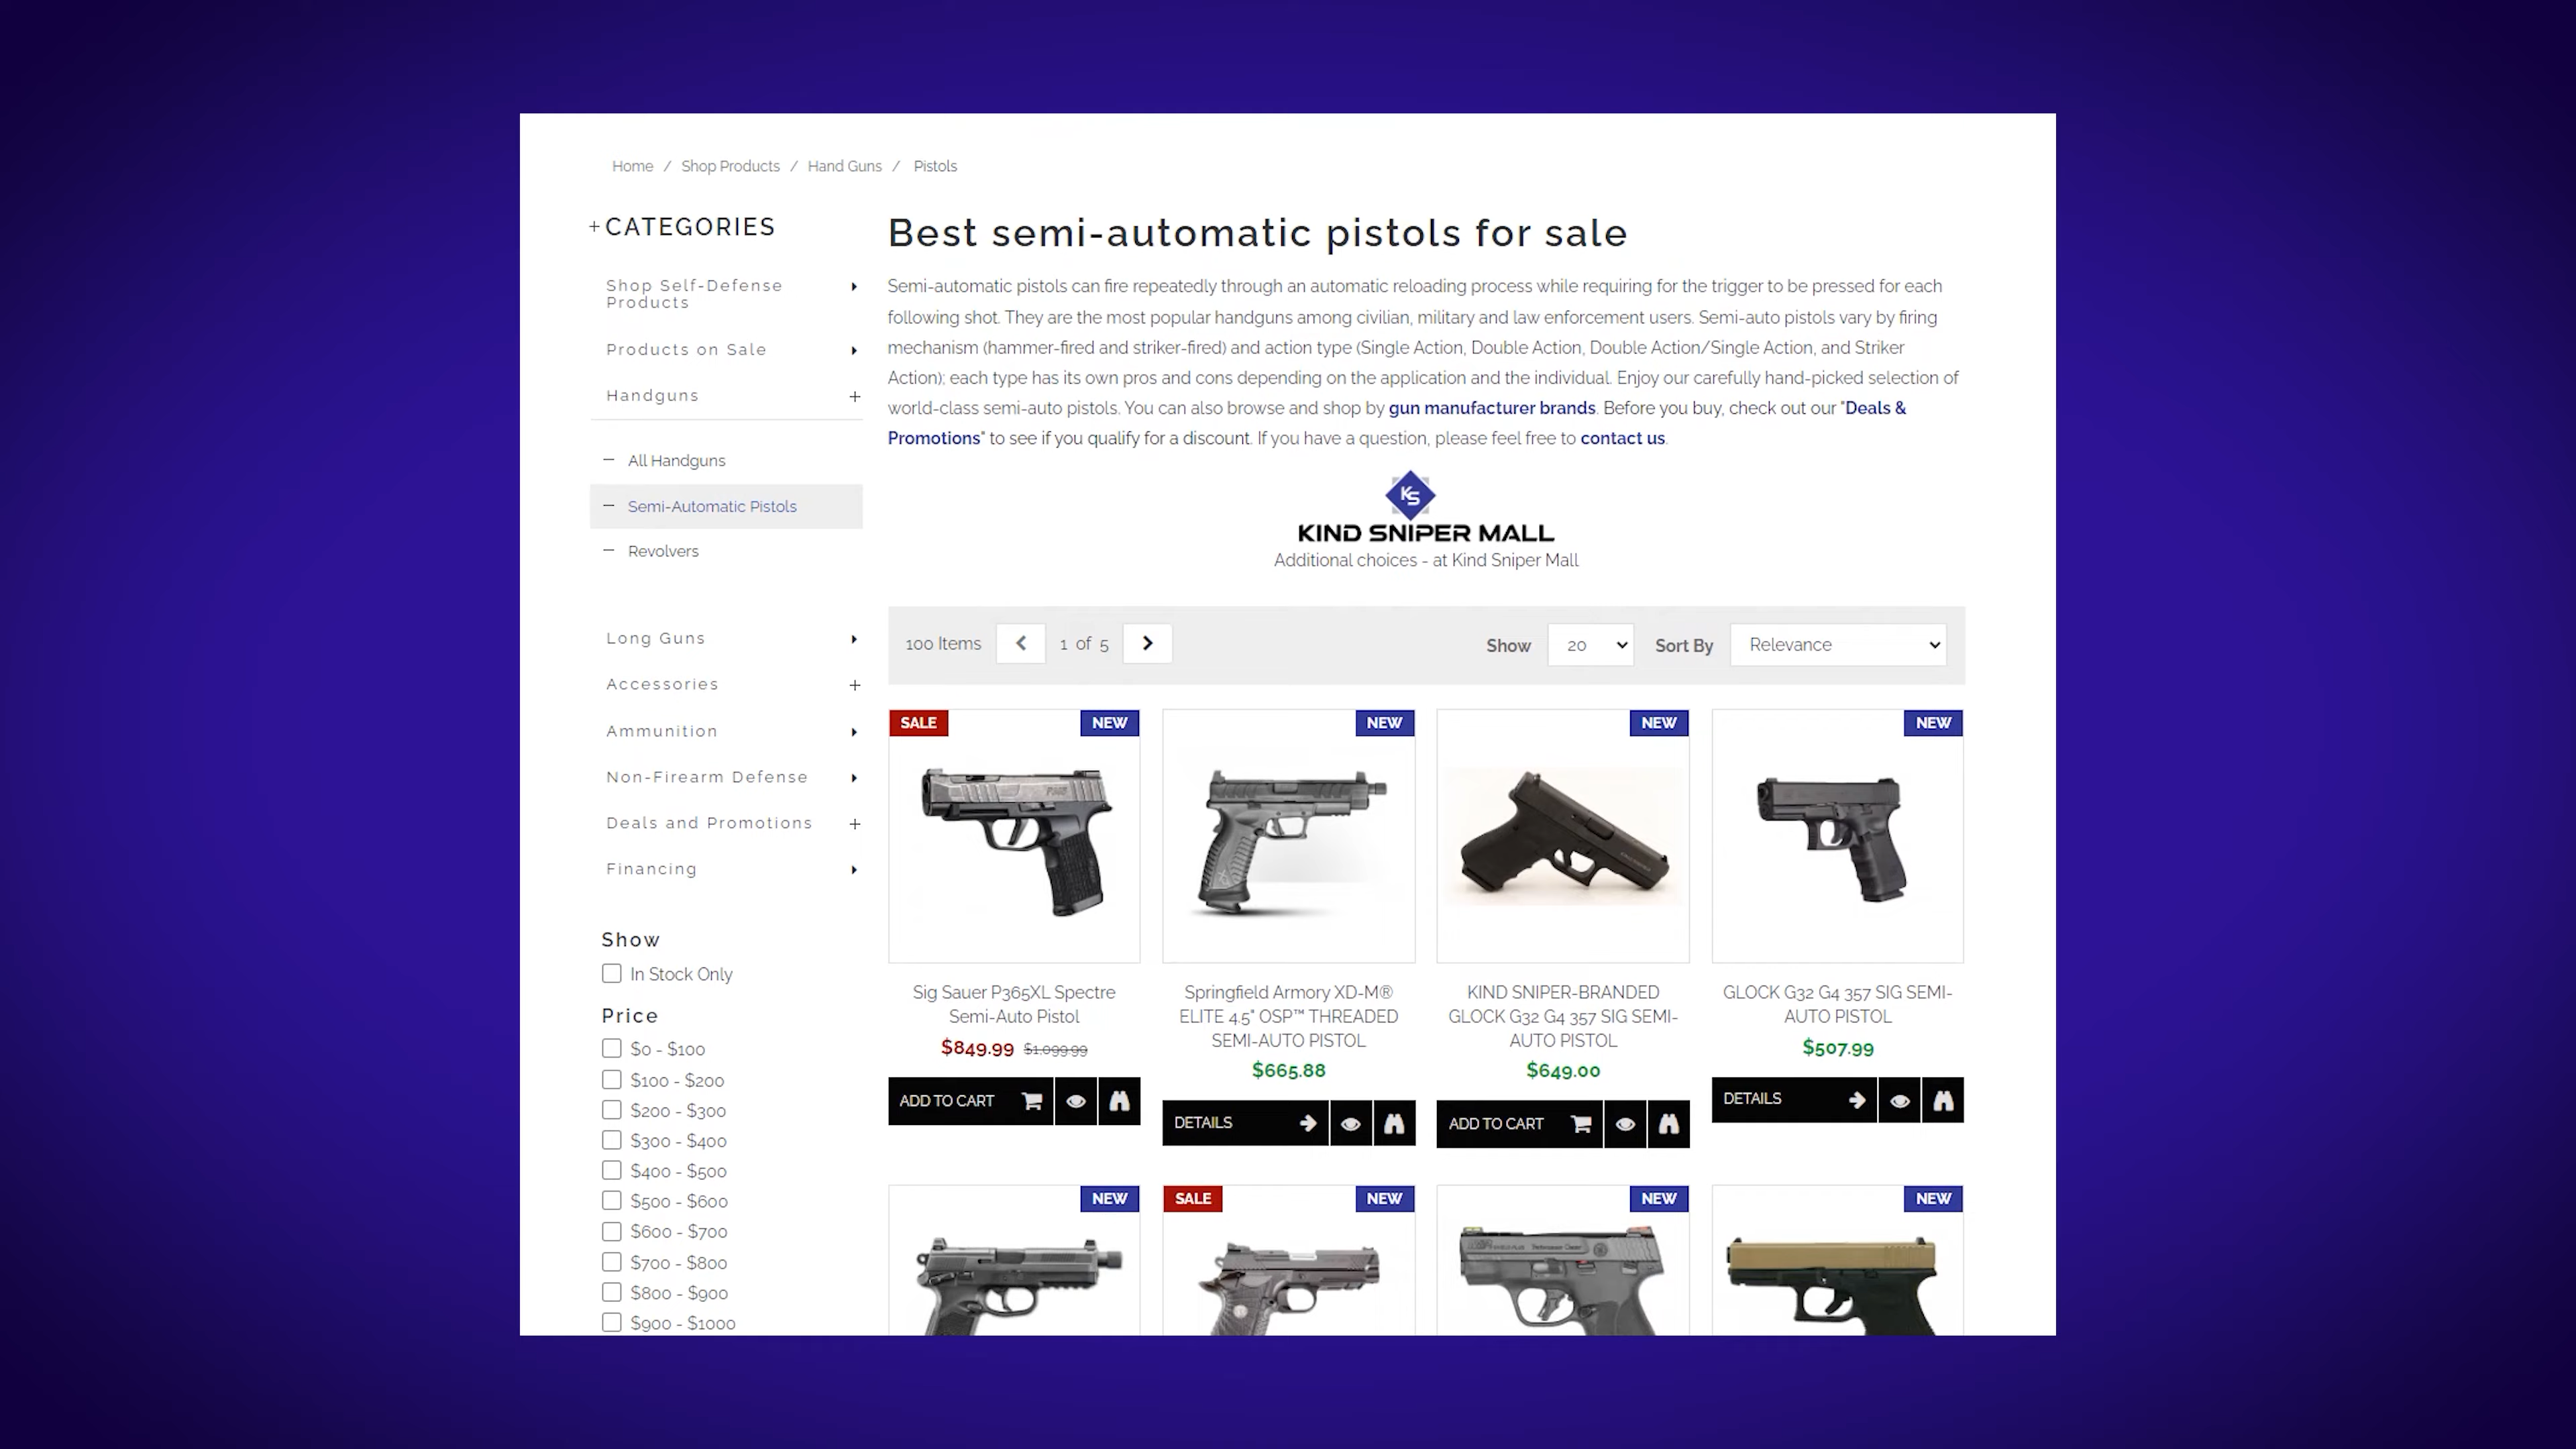 Home / Shop Products / Hand Guns / Pistols
+ CATEGORIES
Shop Self-Defense
Products
Products on Sale
Handguns +
— All Handguns
— Semi-Automatic Pistols
— Revolvers
Long Guns
Accessories +
Ammunition
Non-Firearm Defense
Deals and Promotions +
Financing
Show
In Stock Only
Price
$0 - $100
$100 - $200
$200 - $300
$300 - $400
$400 - $500
$500 - $600
$600 - $700
$700 - $800
$800 - $900
$900 - $1000
Best semi-automatic pistols for sale
Semi-automatic pistols can fire repeatedly through an automatic reloading process while requiring for the trigger to be pressed for each
following shot. They are the most popular handguns among civilian, military and law enforcement users. Semi-auto pistols vary by firing
mechanism (hammer-fired and striker-fired) and action type (Single Action, Double Action, Double Action/Single Action, and Striker
Action); each type has its own pros and cons depending on the application and the individual. Enjoy our carefully hand-picked selection of
world-class semi-auto pistols. You can also browse and shop by gun manufacturer brands. Before you buy, check out our "Deals &
Promotions" to see if you qualify for a discount. If you have a question, please feel free to contact us.
KS
KIND SNIPER MALL
Additional choices - at Kind Sniper Mall
100 Items 1 of 5 Show 20 Sort By Relevance
SALE NEW
Sig Sauer P365XL Spectre
Semi-Auto Pistol
$849.99 $1,099.99
ADD TO CART
NEW
Springfield Armory XD-M®
ELITE 4.5" OSP™ THREADED
SEMI-AUTO PISTOL
$665.88
DETAILS
NEW
KIND SNIPER-BRANDED
GLOCK G32 G4 357 SIG SEMI-
AUTO PISTOL
$649.00
ADD TO CART
NEW
GLOCK G32 G4 357 SIG SEMI-
AUTO PISTOL
$507.99
DETAILS
NEW
SALE NEW
NEW
NEW